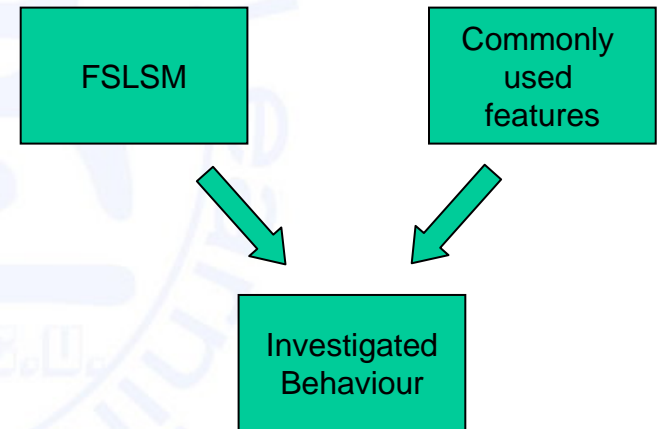 FSLSM
Commonly
used
features
Investigated
Behaviour